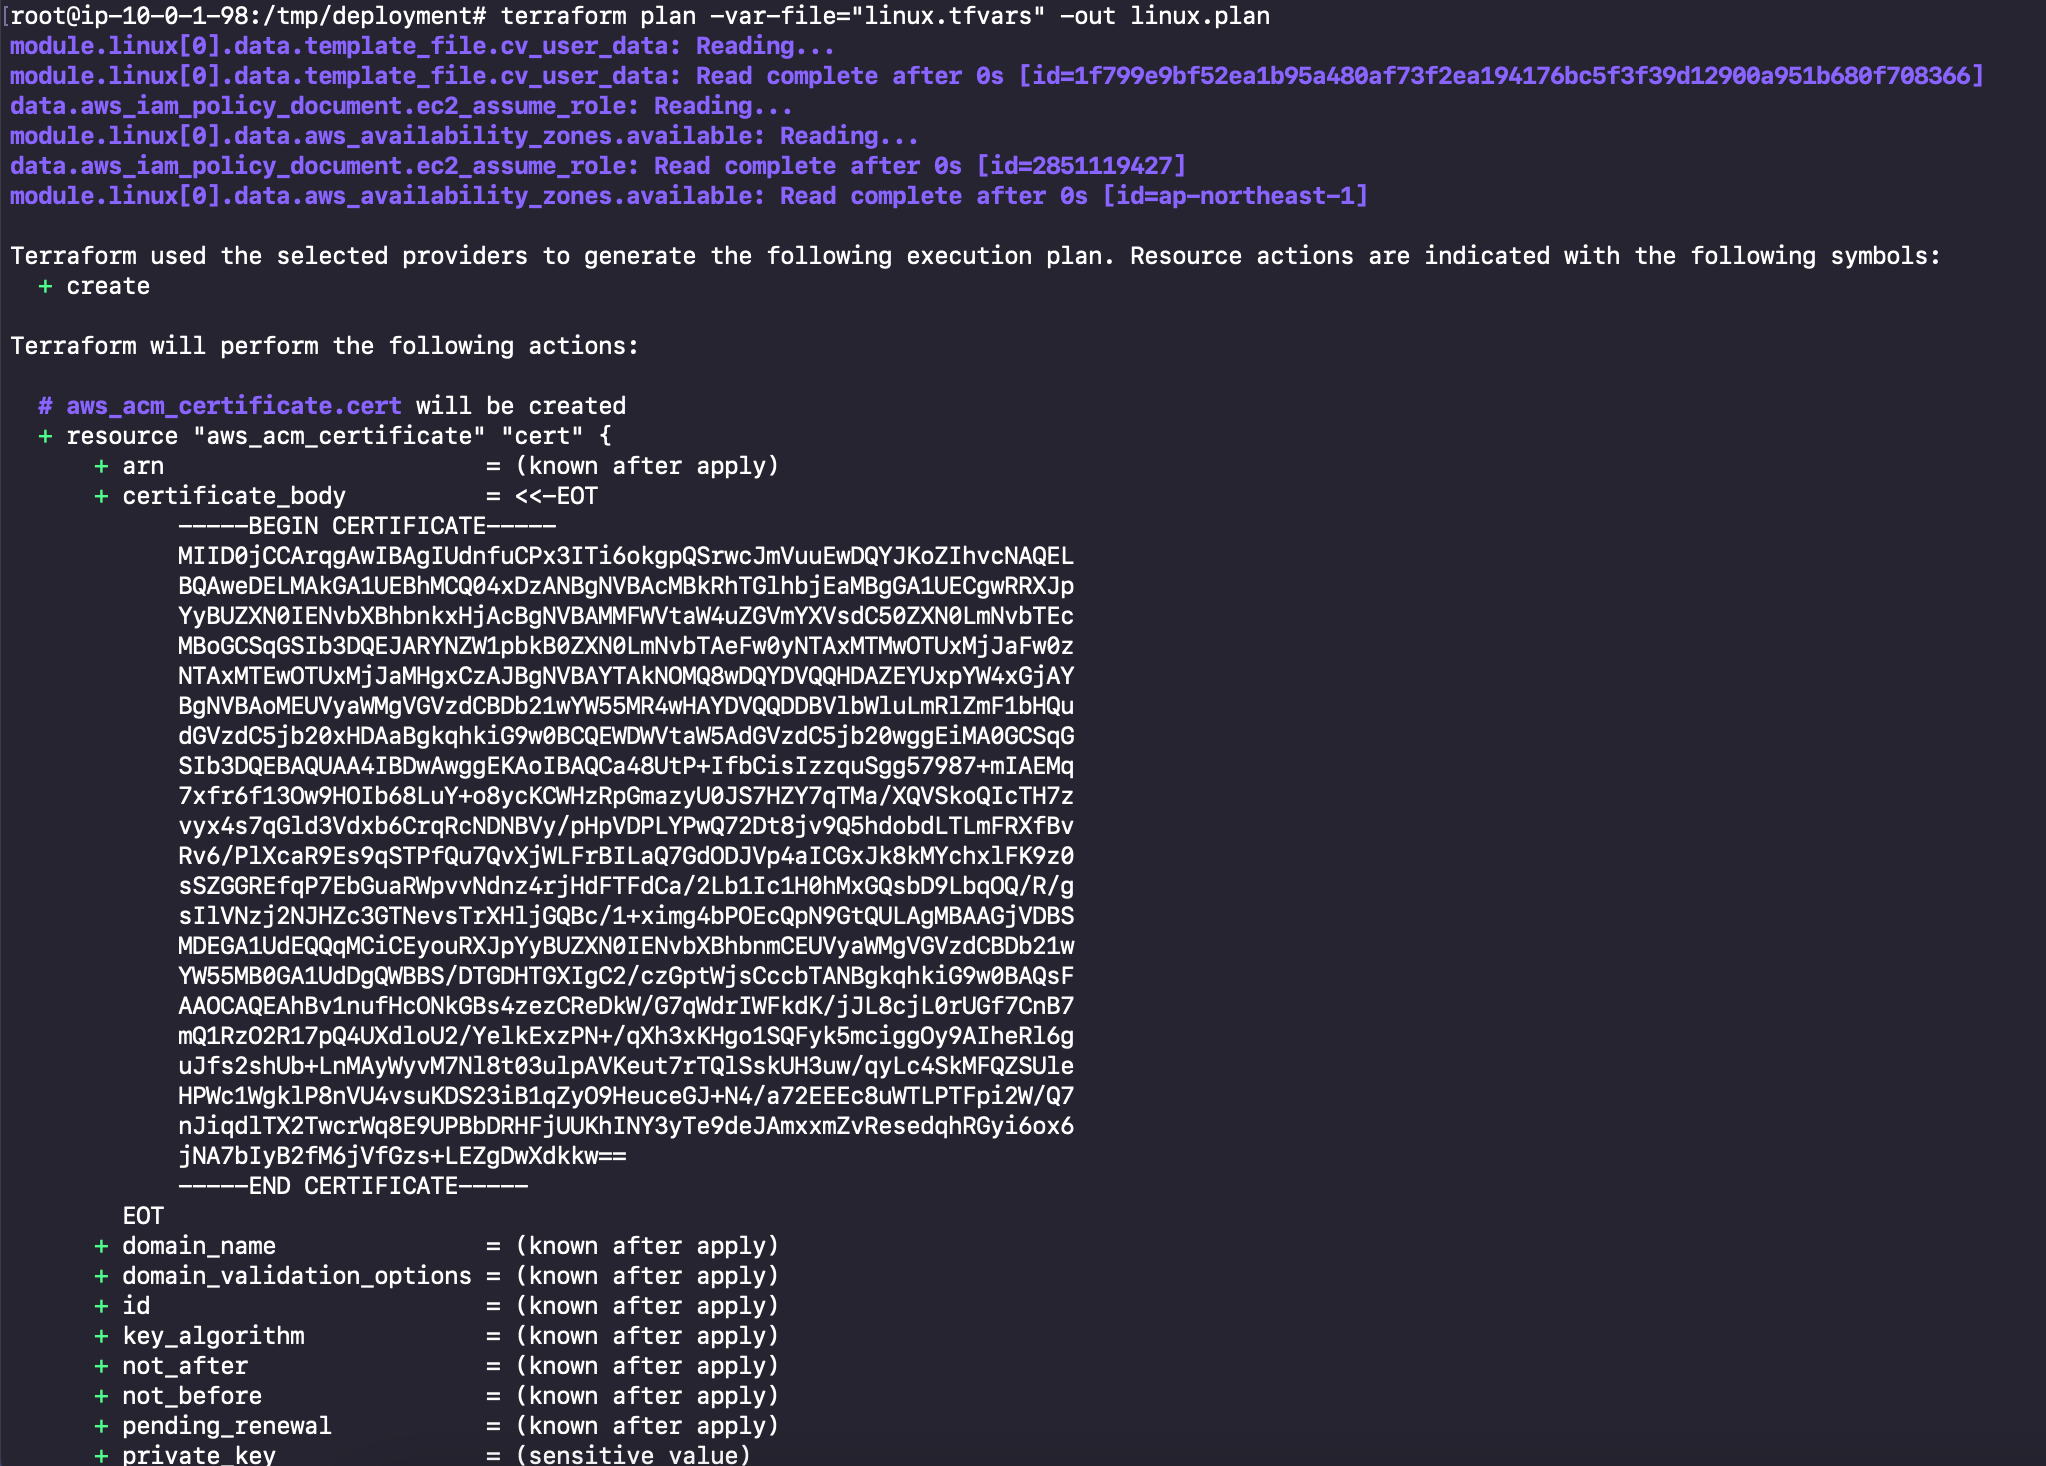 [root@ip-10-0-1-98:/tmp/deployment# terraform plan -var-file="linux.tfvars" -out linux.plan
module.linux[0].data.template_file.cv_user_data: Reading...
module.linux[0].data.template_file.cv_user_data: Read complete after 0s [id=1f799e9bf52ea1b95a480af73f2ea194176bc5f3f39d12900a951b680f708366]
data.aws_iam_policy_document.ec2_assume_role: Reading...
module.linux[0].data.aws_availability_zones.available: Reading...
data.aws_iam_policy_document.ec2_assume_role: Read complete after 0s [id=2851119427]
module.linux[0].data.aws_availability_zones.available: Read complete after 0s [id=ap-northeast-1]
Terraform used the selected providers to generate the following execution plan. Resource actions are indicated with the following symbols:
+ create
Terraform will perform the following actions:
# aws_acm_certificate.cert will be created
+ resource "aws_acm_certificate" "cert" {
+ arn = (known after apply)
+ certificate_body = <<-EOT
-----BEGIN CERTIFICATE-----
MIID0jCCArqgAwIBAgIUdnfuCPx3ITi6okgpQSrwcJmVuuEwDQYJKoZIhvcNAQEL
BQAweDELMAkGA1UEBhMCQ04xDzANBgNVBAcMBkRhTGlhbjEaMBgGA1UECgwRRXJp
YyBUZXN0IENvbXBhbnkxHjAcBgNVBAMMFWVtaW4uZGVmYXVsdC50ZXN0LmNvbTEc
MBoGCSqGSIb3DQEJARYNZW1pbkB0ZXN0LmNvbTAeFw0yNTAxMTMwOTUxMjJaFw0z
NTAxMTEwOTUxMjJaMHgxCzAJBgNVBAYTAkNOMQ8wDQYDVQQHDAZEYUxpYW4xGjAY
BgNVBAoMEUVyaWMgVGVzdCBDb21wYW55MR4wHAYDVQQDDBVlbWluLmRlZmF1bHQu
dGVzdC5jb20xHDAaBgkqhkiG9w0BCQEWDWVtaW5AdGVzdC5jb20wggEiMA0GCSqG
SIb3DQEBAQUAA4IBDwAwggEKAoIBAQCa48UtP+IfbCisIzzquSgg57987+mIAEMq
7xfr6f13Ow9HOIb68LuY+o8ycKCWHzRpGmazyU0JS7HZY7qTMa/XQVSkoQIcTH7z
vyx4s7qGld3Vdxb6CrqRcNDNBVy/pHpVDPLYPwQ72Dt8jv9Q5hdobdLTLmFRXfBv
Rv6/PlXcaR9Es9qSTPfQu7QvXjWLFrBILaQ7GdODJVp4aICGxJk8kMYchxlFK9z0
sSZGGREfqP7EbGuaRWpvvNdnz4rjHdFTFdCa/2Lb1Ic1H0hMxGQsbD9LbqOQ/R/g
sIlVNzj2NJHZc3GTNevsTrXHljGQBc/1+ximg4bPOEcQpN9GtQULAgMBAAGjVDBS
MDEGA1UdEQQqMCiCEyouRXJpYyBUZXN0IENvbXBhbnmCEUVyaWMgVGVzdCBDb21w
YW55MB0GA1UdDgQWBBS/DTGDHTGXIgC2/czGptWjsCccbTANBgkqhkiG9w0BAQsF
AAOCAQEAhBv1nufHcONkGBs4zezCReDkW/G7qWdrIWFkdK/jJL8cjL0rUGf7CnB7
mQ1RzO2R17pQ4UXdloU2/YelkExzPN+/qXh3xKHgo1SQFyk5mciggOy9AIheRl6g
uJfs2shUb+LnMAyWyvM7Nl8t03ulpAVKeut7rTQlSskUH3uw/qyLc4SkMFQZSUle
HPWc1WgklP8nVU4vsuKDS23iB1qZyO9HeuceGJ+N4/a72EEEc8uWTLPTFpi2W/Q7
nJiqdlTX2TwcrWq8E9UPBbDRHFjUUKhINY3yTe9deJAmxxmZvResedqhRGyi6ox6
jNA7bIyB2fM6jVfGzs+LEZgDwXdkkw==
-----END CERTIFICATE-----
EOT
+ domain_name = (known after apply)
+ domain_validation_options = (known after apply)
+ id = (known after apply)
+ key_algorithm = (known after apply)
+ not_after = (known after apply)
+ not_before = (known after apply)
+ pending_renewal = (known after apply)
+ private_key = (sensitive value)